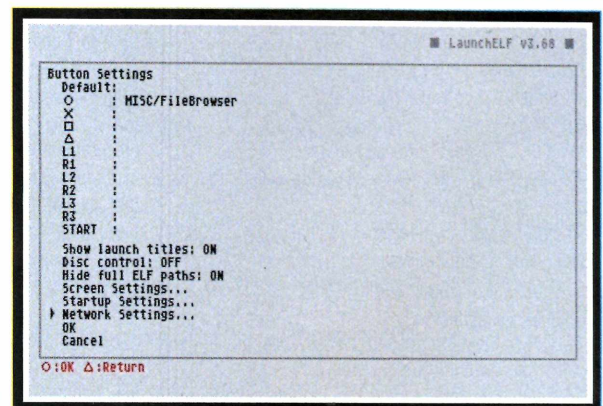 ■ LaunchELF v3.68 ■
Button Settings
Default:
○ : MISC/FileBrowser
× :
□ :
△ :
L1 :
R1 :
L2 :
R2 :
L3 :
R3 :
START :
Show launch titles: ON
Disc control: OFF
Hide full ELF paths: ON
Screen Settings...
Startup Settings...
Network Settings...
OK
Cancel
○:OK △:Return